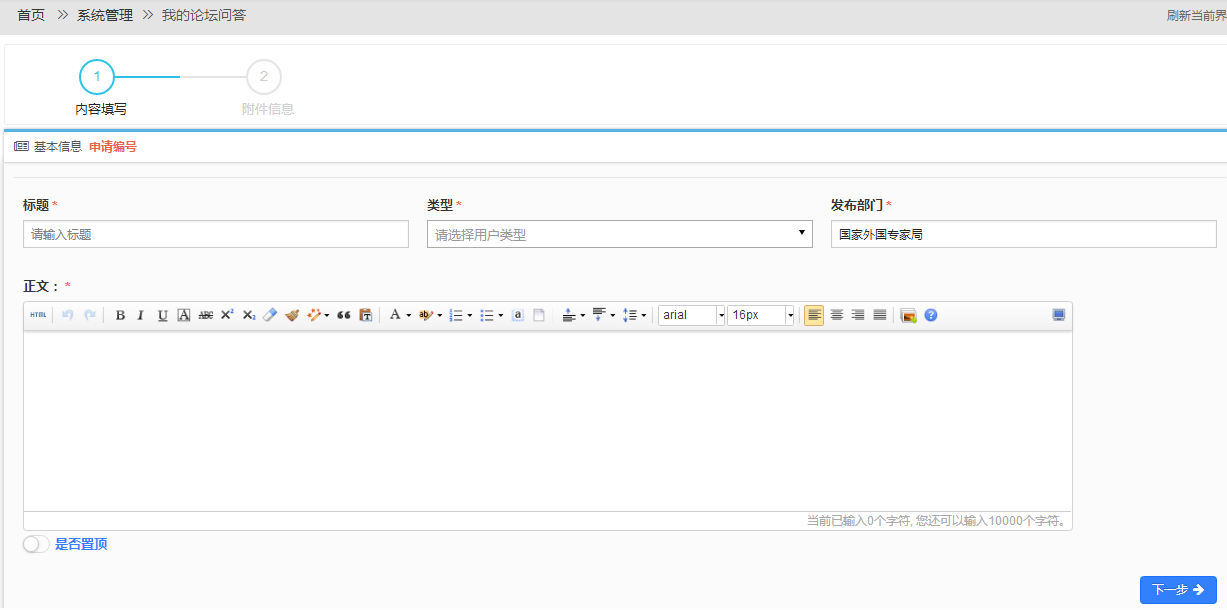 首页 >> 系统管理 >> 我的论坛问答
刷新当前界
1
2
内容填写
附件信息
基本信息 申请编号
标题*
类型*
发布部门*
请输入标题
请选择用户类型
国家外国专家局
正文：*
HTML B I U A ABC X² X₂ T A ab a arial 16px ?
当前已输入0个字符, 您还可以输入10000个字符。
是否置顶
下一步